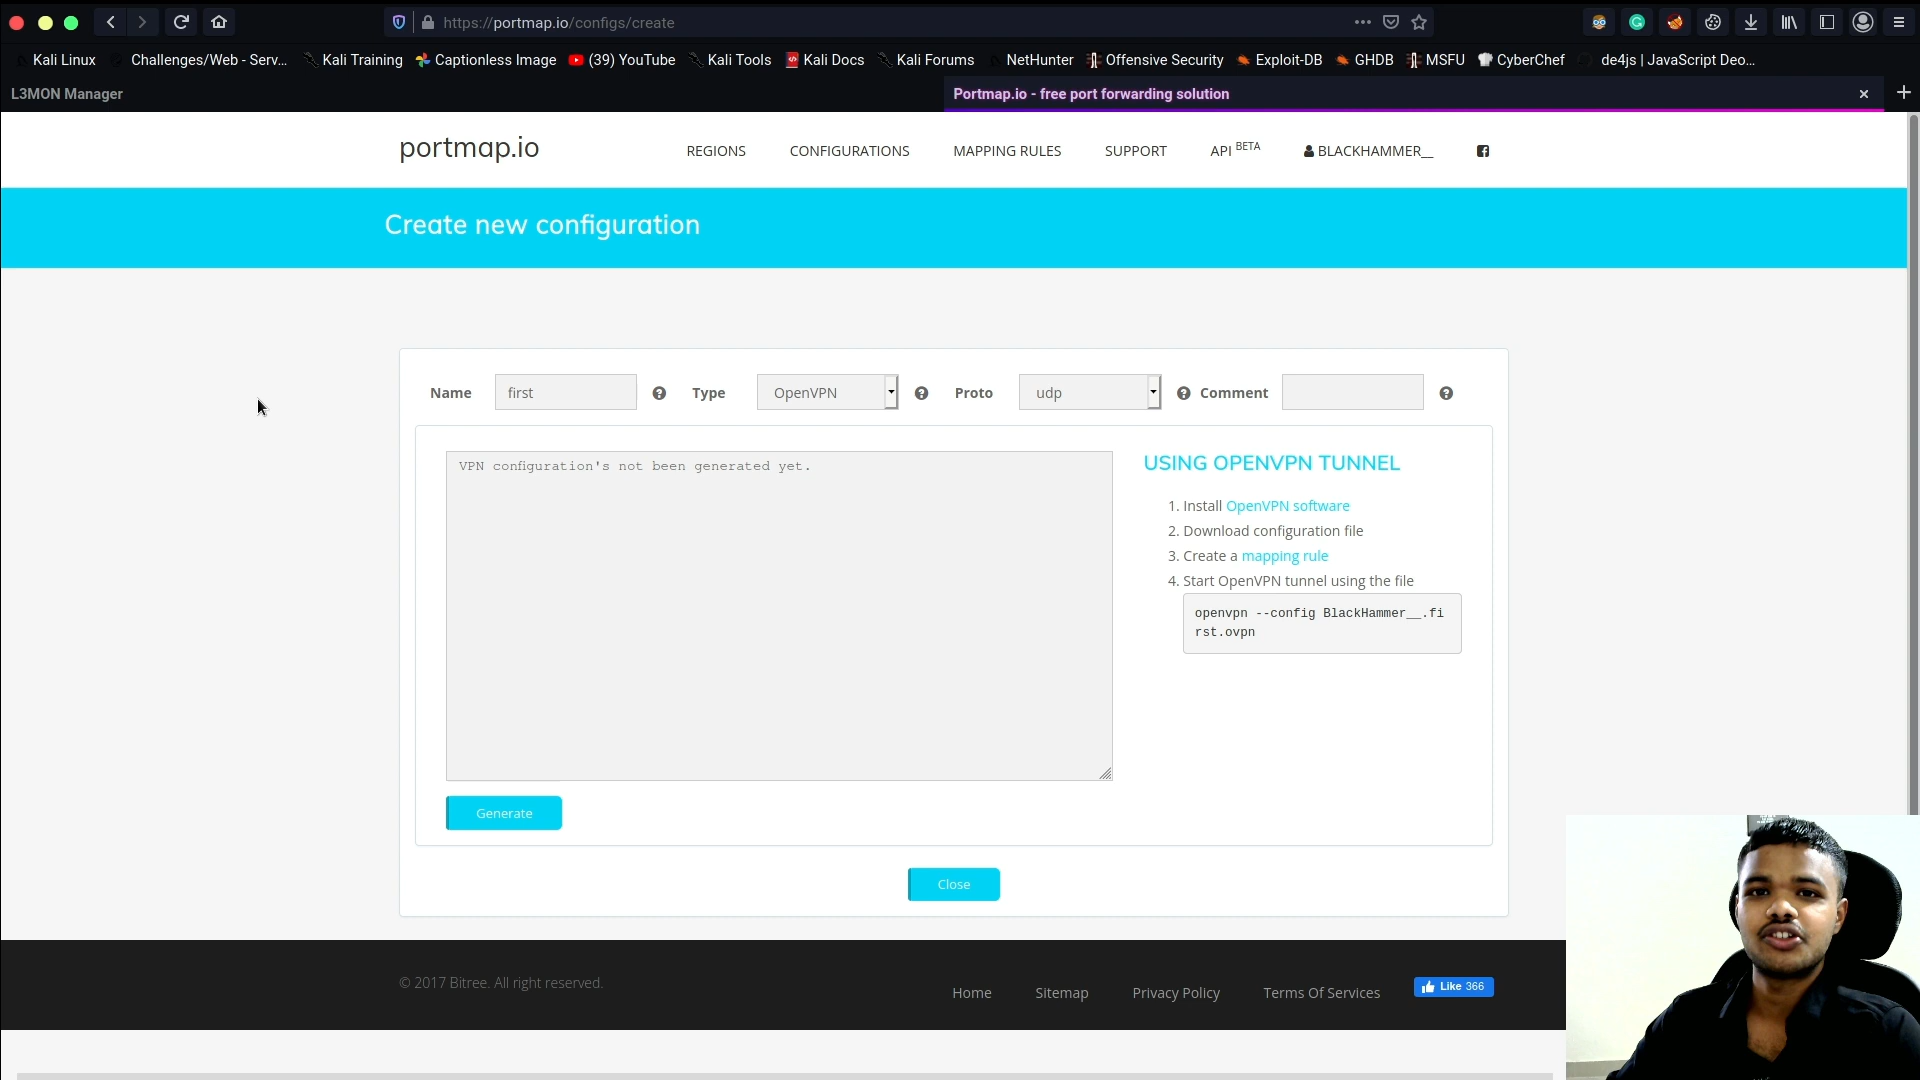 https://portmap.io/configs/create
Kali Linux Challenges/Web - Serv... Kali Training Captionless Image (39) YouTube Kali Tools Kali Docs Kali Forums NetHunter Offensive Security Exploit-DB GHDB MSFU CyberChef de4js | JavaScript Deo...
L3MON Manager Portmap.io - free port forwarding solution
portmap.io REGIONS CONFIGURATIONS MAPPING RULES SUPPORT API BETA BLACKHAMMER__
Create new configuration
Name first Type OpenVPN Proto udp Comment
VPN configuration's not been generated yet.
USING OPENVPN TUNNEL
1. Install OpenVPN software
2. Download configuration file
3. Create a mapping rule
4. Start OpenVPN tunnel using the file
openvpn --config BlackHammer__.fi
rst.ovpn
Generate
Close
© 2017 Bitree. All right reserved.
Home Sitemap Privacy Policy Terms Of Services Like 366